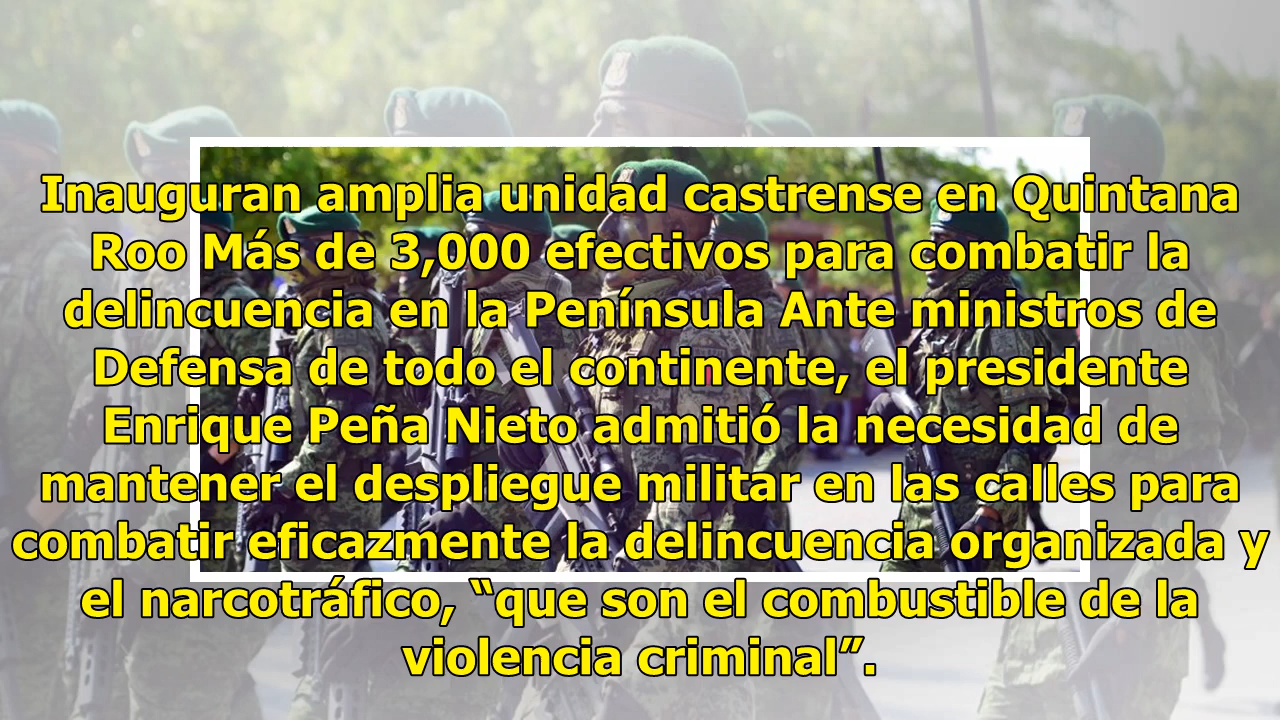 Inauguran amplia unidad castrense en Quintana
Roo Más de 3,000 efectivos para combatir la
delincuencia en la Península Ante ministros de
Defensa de todo el continente, el presidente
Enrique Peña Nieto admitió la necesidad de
mantener el despliegue militar en las calles para
combatir eficazmente la delincuencia organizada y
el narcotráfico, “que son el combustible de la
violencia criminal”.